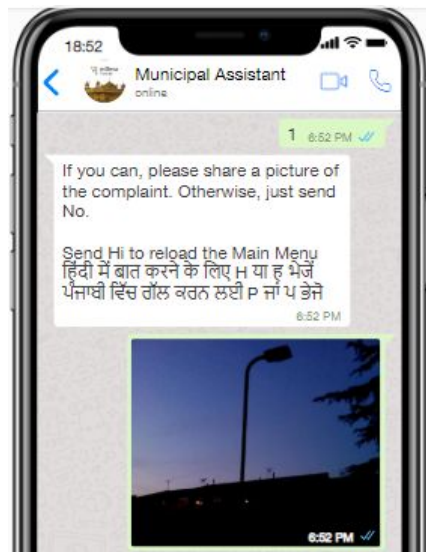 18:52
Municipal Assistant
online
1 6:52 PM
If you can, please share a picture of
the complaint. Otherwise, just send
No.
Send Hi to reload the Main Menu
हिंदी में बात करने के लिए H या ह भेजें
ਪੰਜਾਬੀ ਵਿੱਚ ਗੱਲ ਕਰਨ ਲਈ P ਜਾਂ ਪ ਭੇਜੋ
6:52 PM
6:52 PM